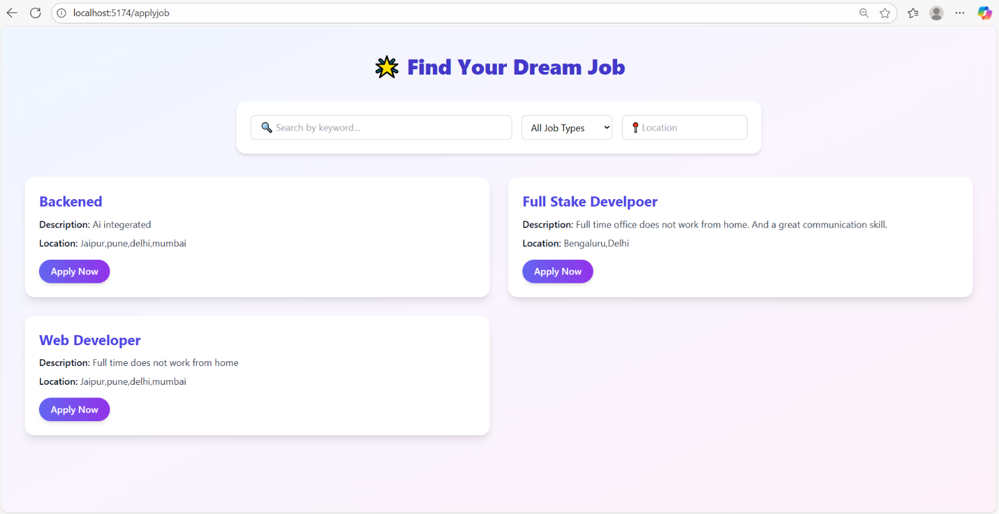 localhost:5174/applyjob
🌟 Find Your Dream Job
🔍 Search by keyword...
All Job Types
📍 Location
Backened
Description: Ai integerated
Location: Jaipur,pune,delhi,mumbai
Apply Now
Full Stake Develpoer
Description: Full time office does not work from home. And a great communication skill.
Location: Bengaluru,Delhi
Apply Now
Web Developer
Description: Full time does not work from home
Location: Jaipur,pune,delhi,mumbai
Apply Now